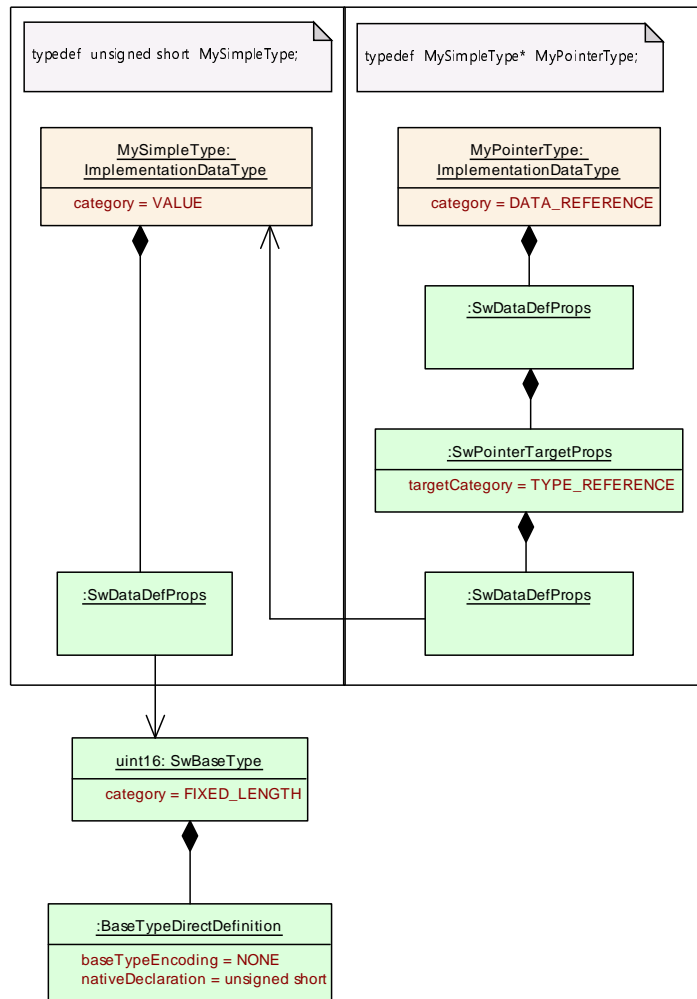 typedef unsigned short MySimpleType;
typedef MySimpleType* MyPointerType;
MySimpleType:
ImplementationDataType
category = VALUE
MyPointerType:
ImplementationDataType
category = DATA_REFERENCE
:SwDataDefProps
:SwPointerTargetProps
targetCategory = TYPE_REFERENCE
:SwDataDefProps
:SwDataDefProps
uint16: SwBaseType
category = FIXED_LENGTH
:BaseTypeDirectDefinition
baseTypeEncoding = NONE
nativeDeclaration = unsigned short